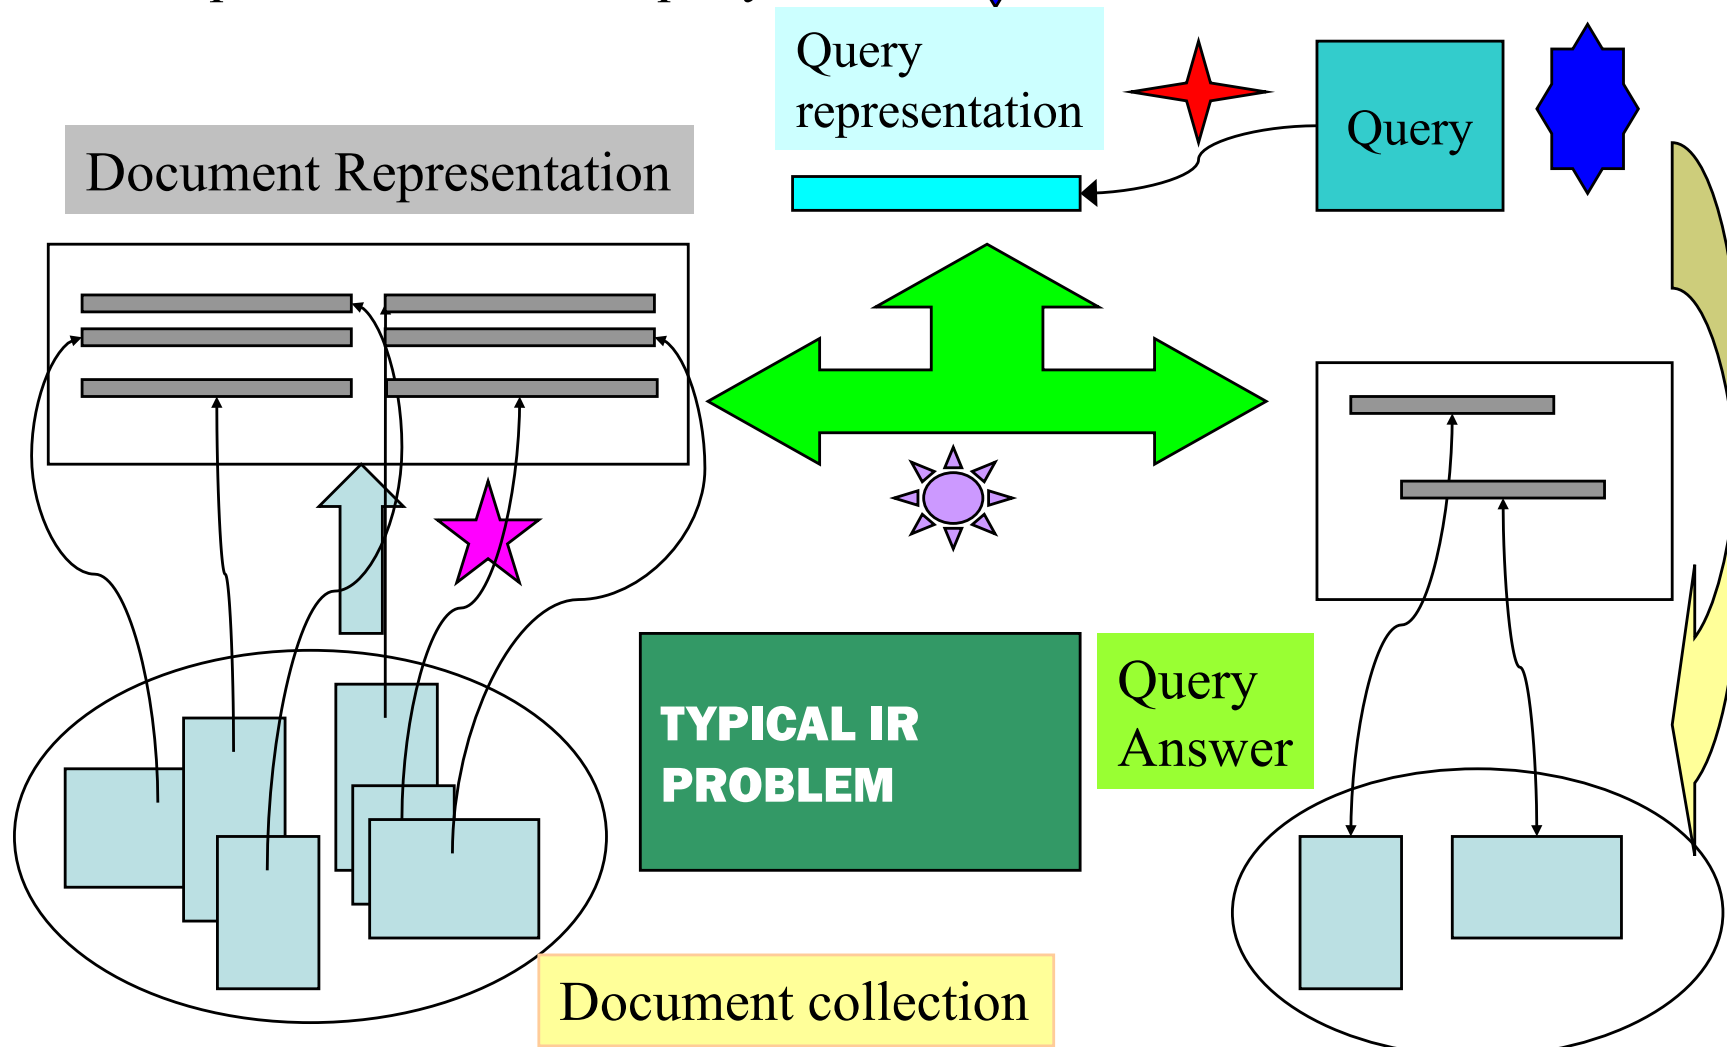 Query
representation
Query
Document Representation
TYPICAL IR
PROBLEM
Query
Answer
Document collection